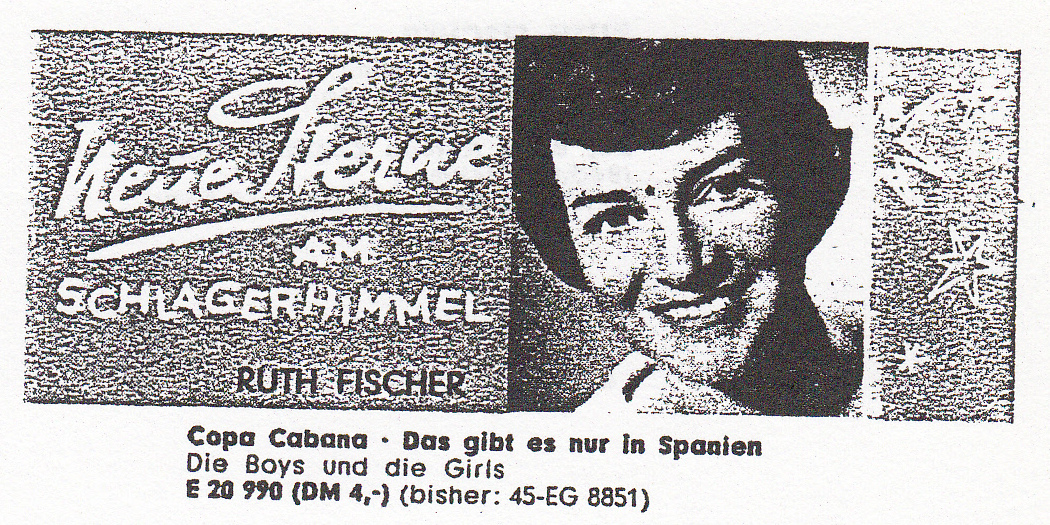 Neue Sterne
AM
SCHLAGERHIMMEL
RUTH FISCHER
Copa Cabana · Das gibt es nur in Spanien
Die Boys und die Girls
E 20 990 (DM 4,-) (bisher: 45-EG 8851)